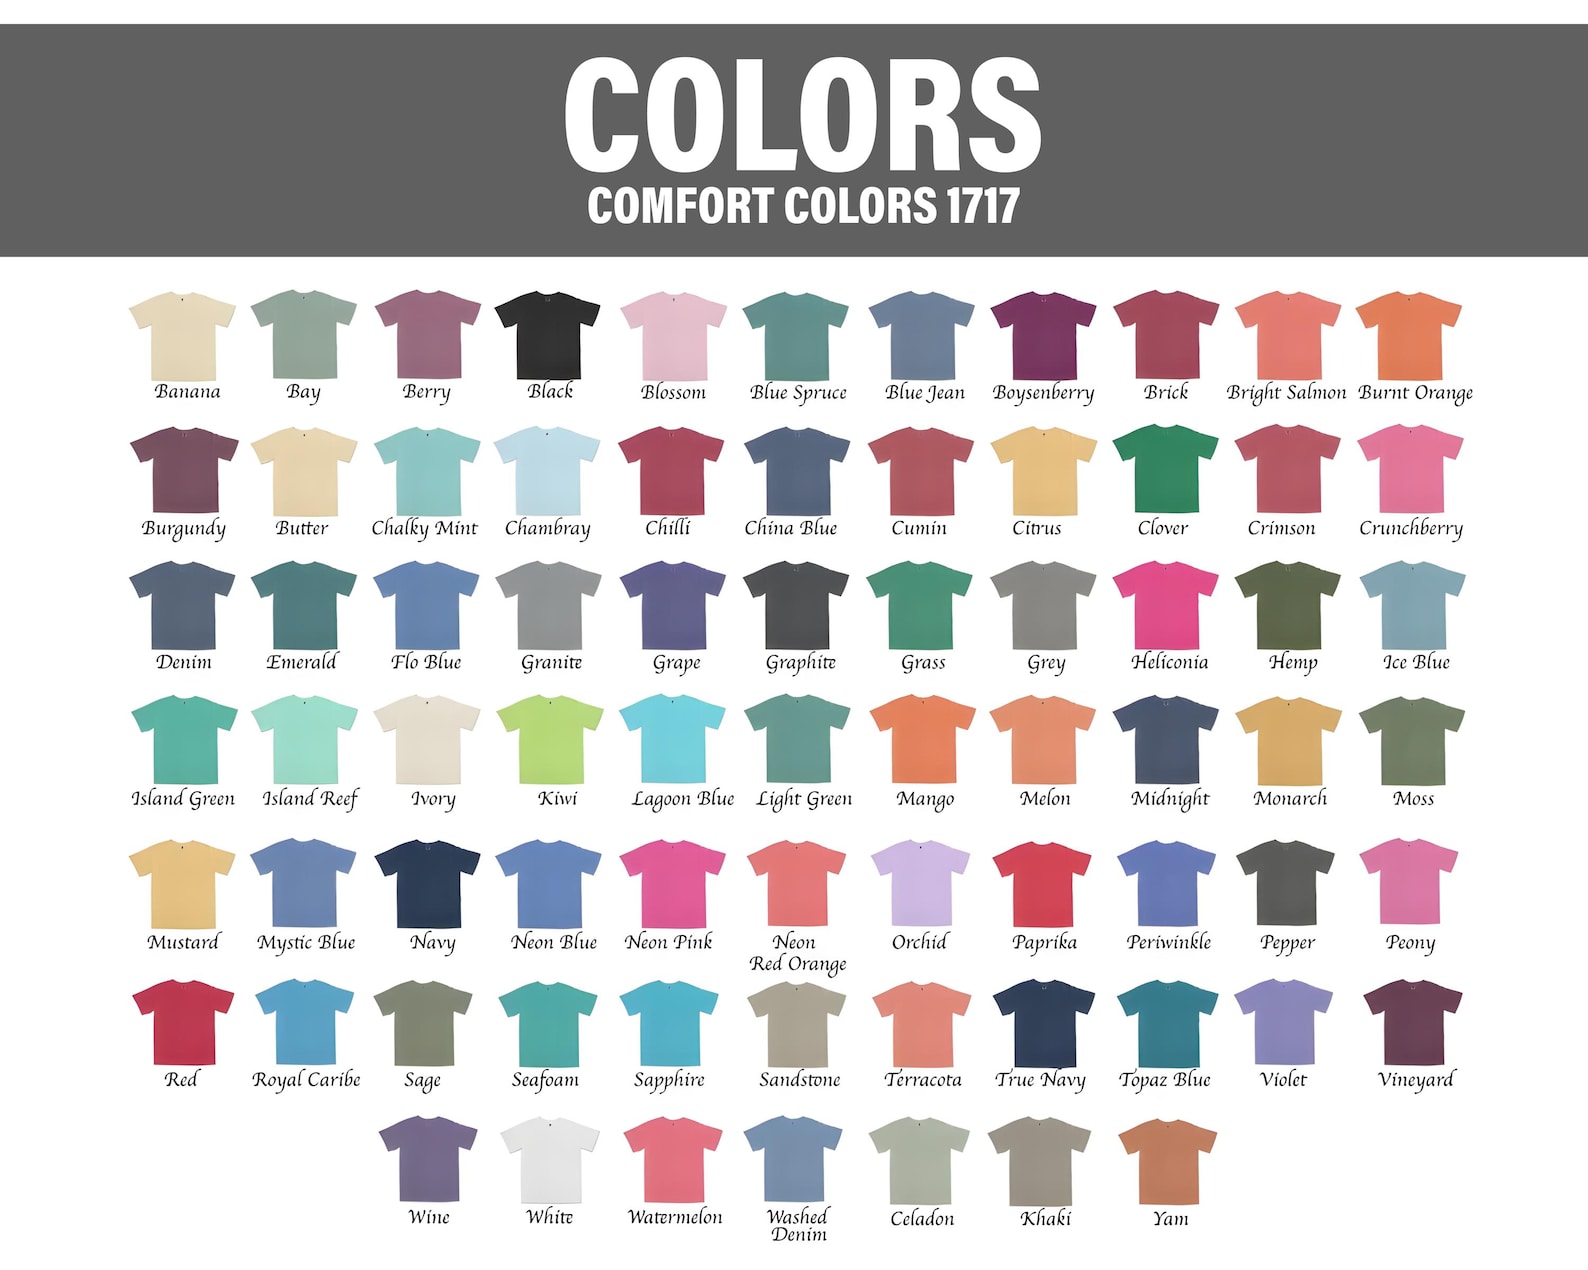 COLORS
COMFORT COLORS 1717
Banana Bay Berry Black Blossom Blue Spruce Blue Jean Boysenberry Brick Bright Salmon Burnt Orange
Burgundy Butter Chalky Mint Chambray Chilli China Blue Cumin Citrus Clover Crimson Crunchberry
Denim Emerald Flo Blue Granite Grape Graphite Grass Grey Heliconia Hemp Ice Blue
Island Green Island Reef Ivory Kiwi Lagoon Blue Light Green Mango Melon Midnight Monarch Moss
Mustard Mystic Blue Navy Neon Blue Neon Pink Neon Orchid Paprika Periwinkle Pepper Peony
Red Orange
Red Royal Caribe Sage Seafoam Sapphire Sandstone Terracota True Navy Topaz Blue Violet Vineyard
Wine White Watermelon Washed Celadon Khaki Yam
Denim